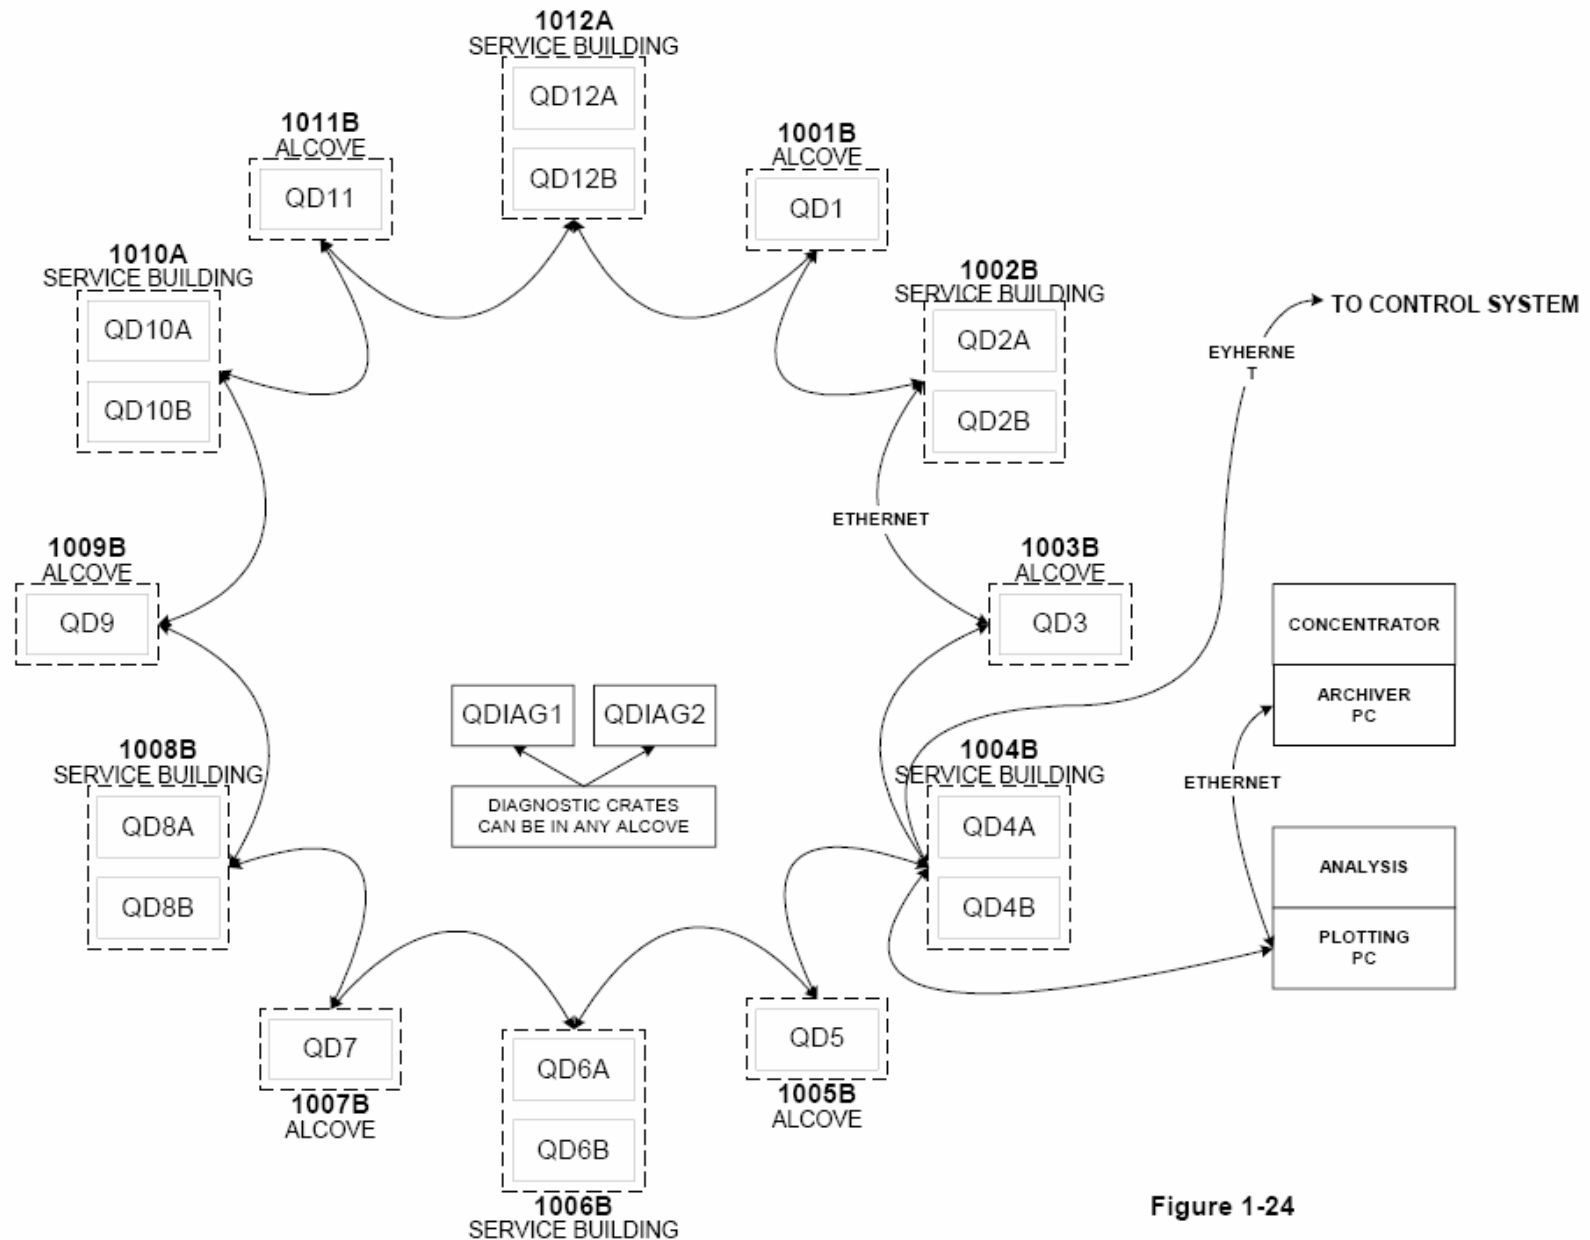 1012A
SERVICE BUILDING
QD12A
QD12B
1011B
ALCOVE
QD11
1001B
ALCOVE
QD1
1010A
SERVICE BUILDING
QD10A
QD10B
1002B
SERVICE BUILDING
QD2A
QD2B
TO CONTROL SYSTEM
EYHERNE
T
ETHERNET
1009B
ALCOVE
QD9
1003B
ALCOVE
QD3
CONCENTRATOR
ARCHIVER
PC
QDIAG1
QDIAG2
DIAGNOSTIC CRATES
CAN BE IN ANY ALCOVE
1008B
SERVICE BUILDING
QD8A
QD8B
1004B
SERVICE BUILDING
QD4A
QD4B
ETHERNET
ANALYSIS
PLOTTING
PC
QD7
1007B
ALCOVE
QD6A
QD6B
1006B
SERVICE BUILDING
QD5
1005B
ALCOVE
Figure 1-24